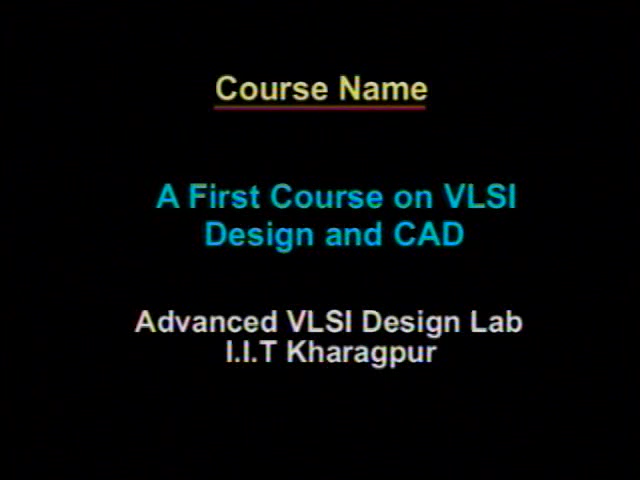 Course Name
A First Course on VLSI
Design and CAD
Advanced VLSI Design Lab
I.I.T Kharagpur